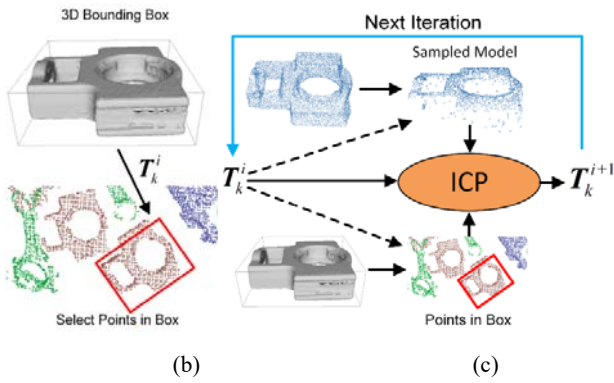 3D Bounding Box
T_k^i
Select Points in Box
(b)
Next Iteration
Sampled Model
T_k^i
ICP
T_k^{i+1}
Points in Box
(c)